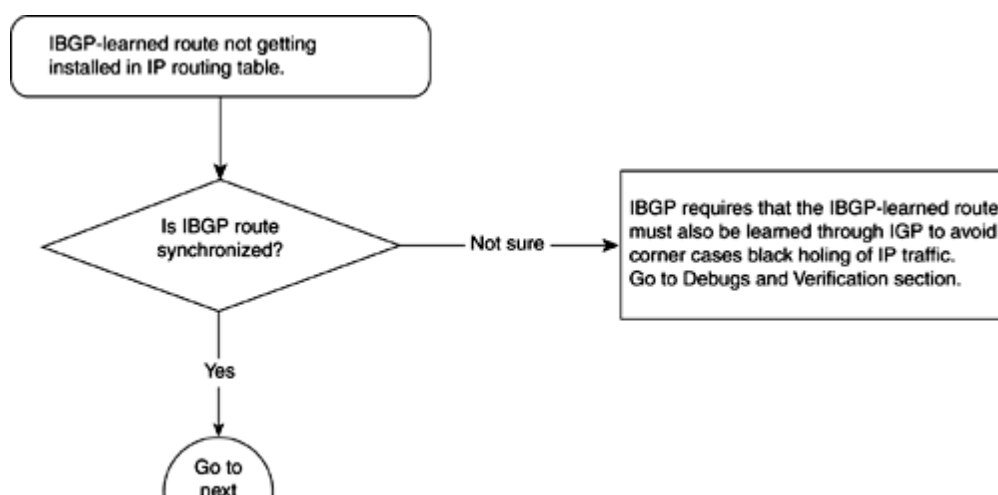 IBGP-learned route not getting
installed in IP routing table.
Is IBGP route
synchronized?
Not sure
IBGP requires that the IBGP-learned route
must also be learned through IGP to avoid
corner cases black holing of IP traffic.
Go to Debugs and Verification section.
Yes
Go to
next